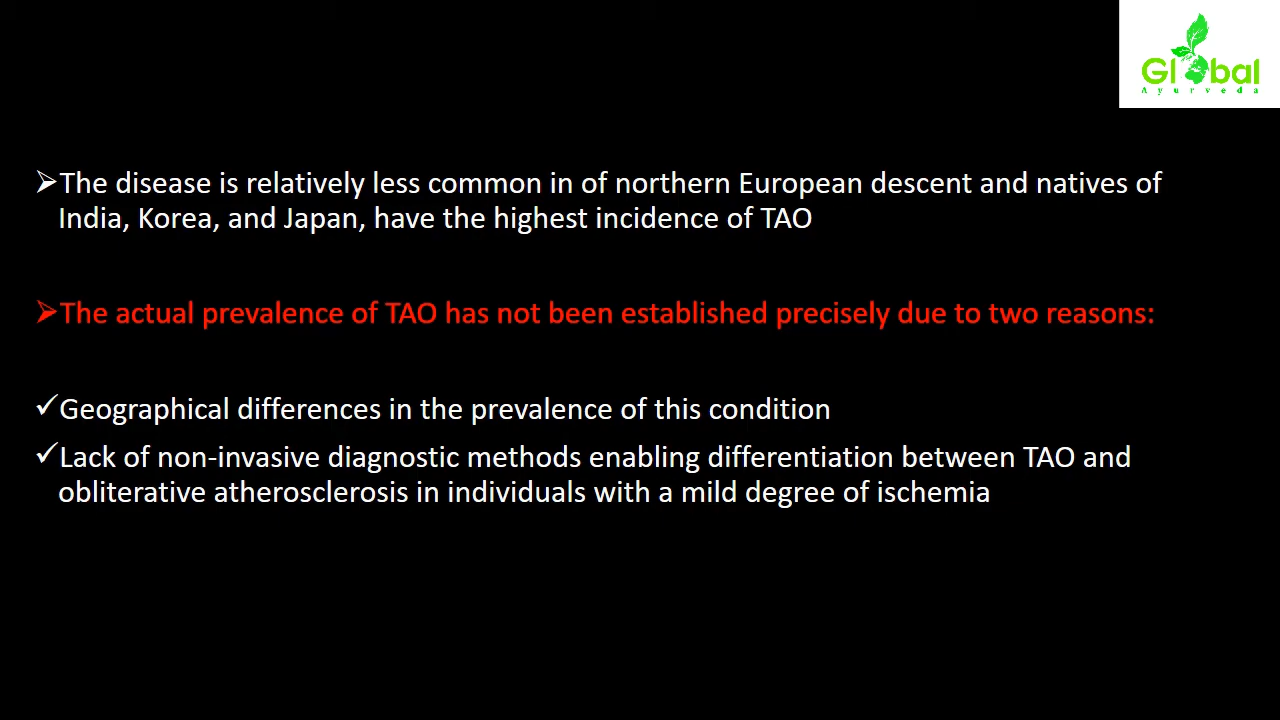 Global
Ayurveda
➢The disease is relatively less common in of northern European descent and natives of
India, Korea, and Japan, have the highest incidence of TAO
➢The actual prevalence of TAO has not been established precisely due to two reasons:
✓Geographical differences in the prevalence of this condition
✓Lack of non-invasive diagnostic methods enabling differentiation between TAO and
obliterative atherosclerosis in individuals with a mild degree of ischemia